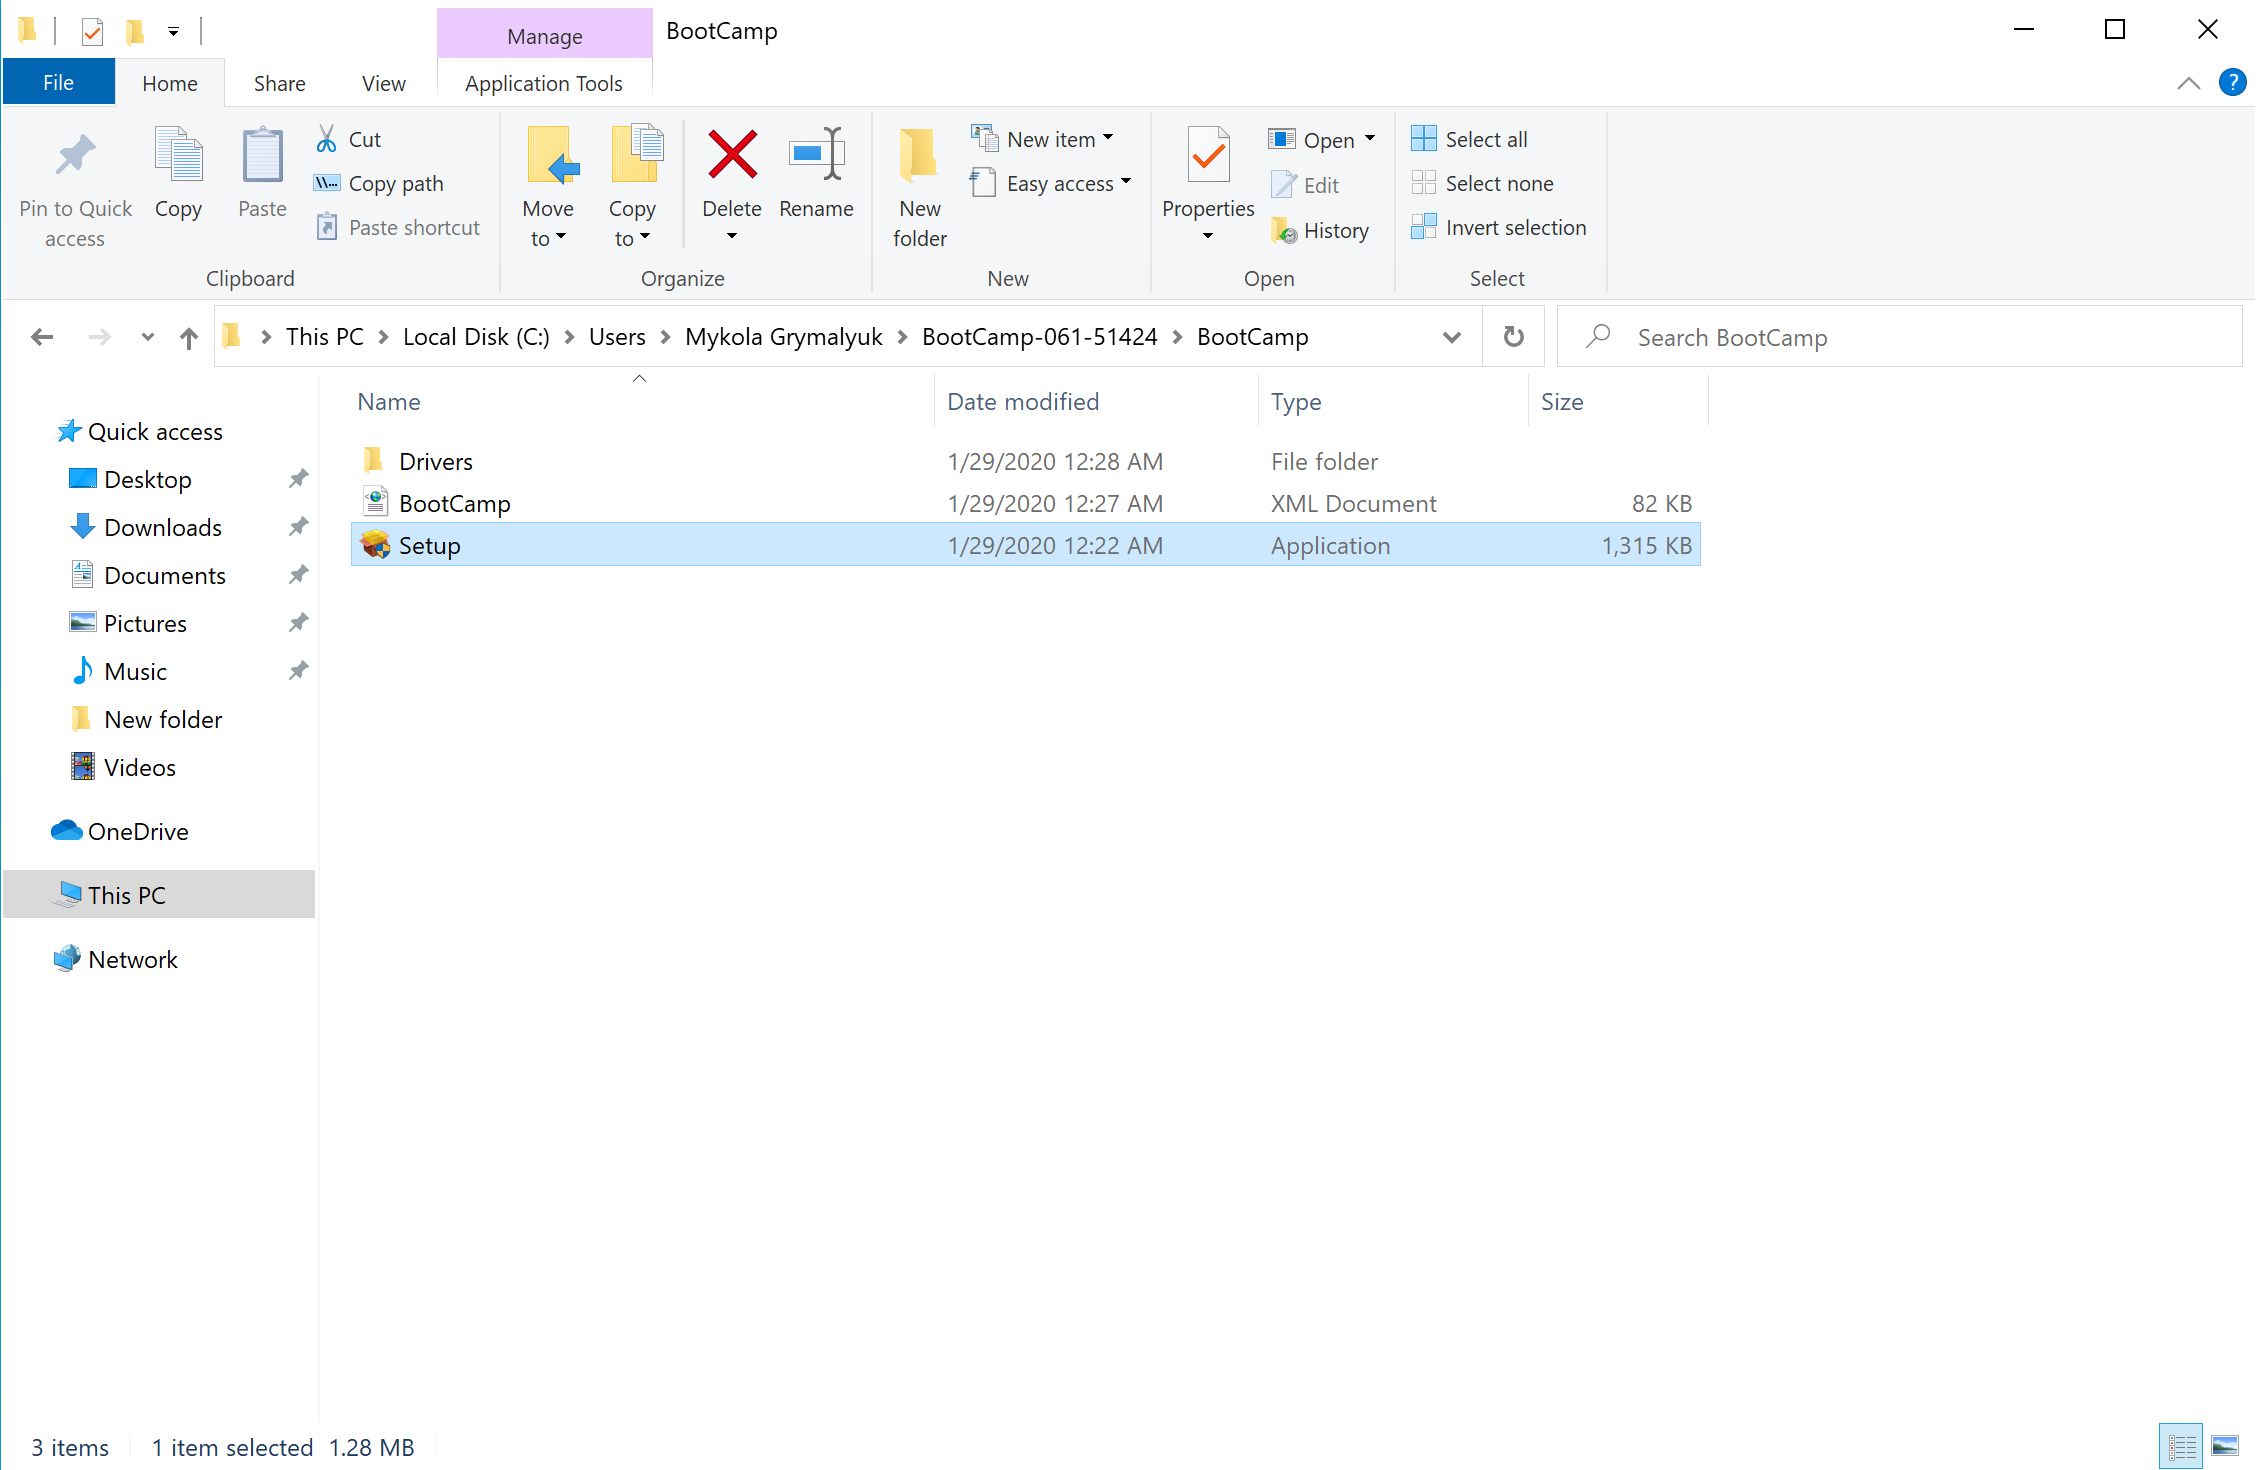 Manage
BootCamp
File
Home
Share
View
Application Tools
Pin to Quick access
Copy
Paste
Cut
Copy path
Paste shortcut
Clipboard
Move to
Copy to
Delete
Rename
Organize
New folder
New item
Easy access
New
Properties
Open
Edit
History
Open
Select all
Select none
Invert selection
Select
This PC
Local Disk (C:)
Users
Mykola Grymalyuk
BootCamp-061-51424
BootCamp
Search BootCamp
Name
Date modified
Type
Size
Drivers 1/29/2020 12:28 AM File folder
BootCamp 1/29/2020 12:27 AM XML Document 82 KB
Setup 1/29/2020 12:22 AM Application 1,315 KB
Quick access
Desktop
Downloads
Documents
Pictures
Music
New folder
Videos
OneDrive
This PC
Network
3 items
1 item selected 1.28 MB